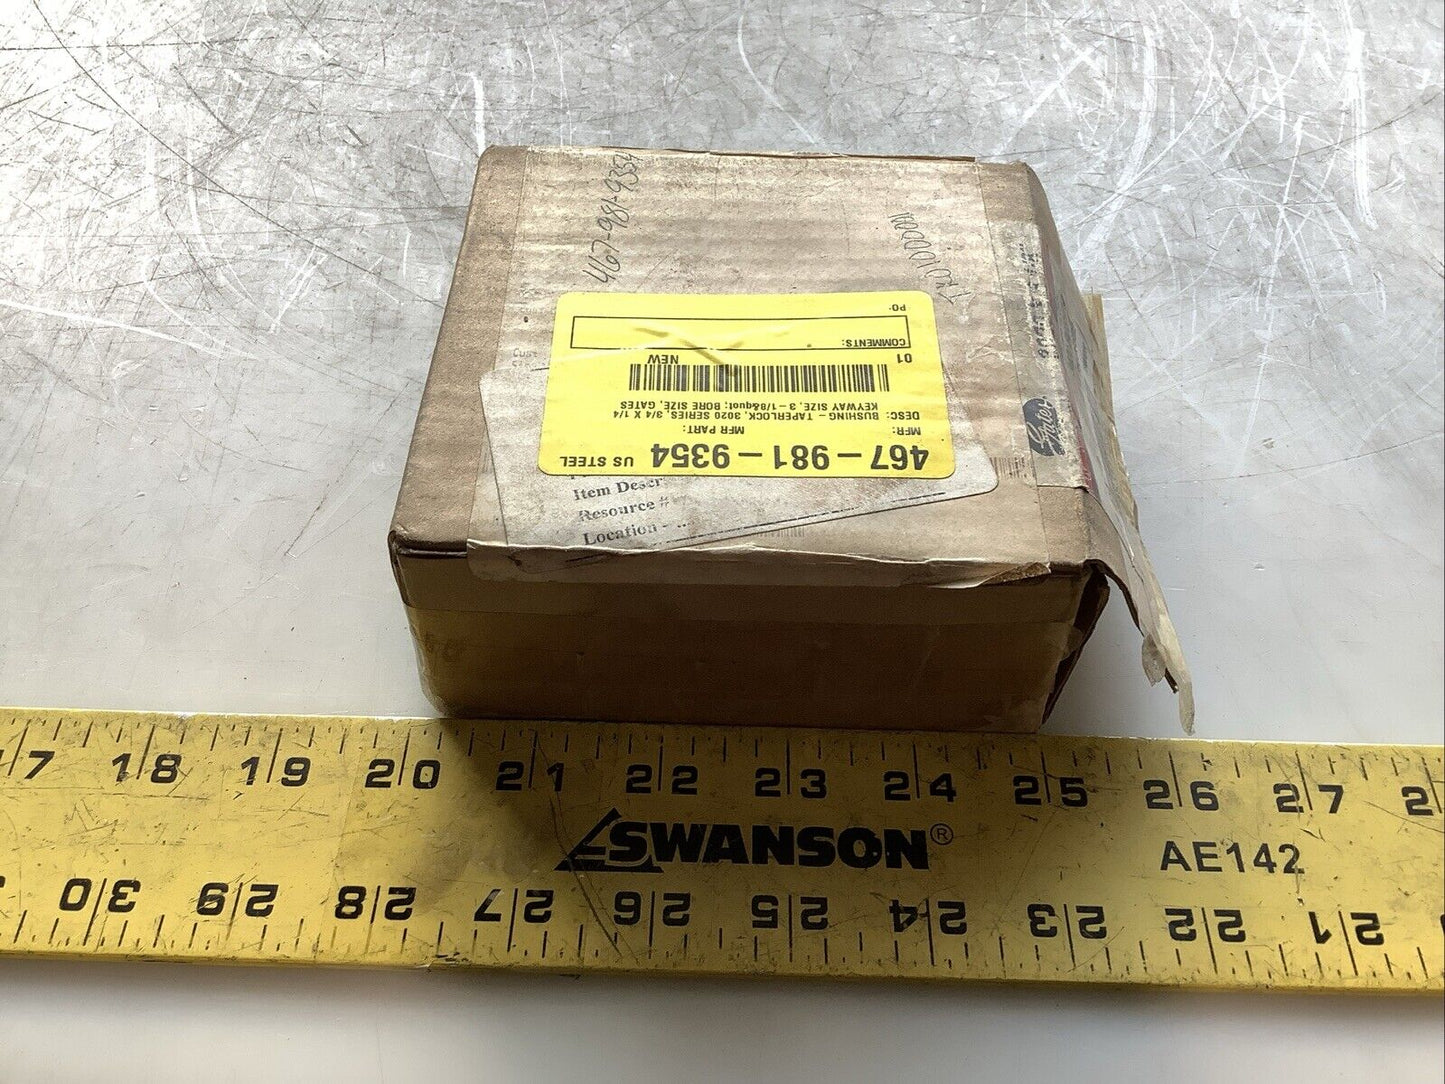 467-981-9354
467-981-9354 US STEEL
MFR: MFR PART:
DESC: BUSHING - TAPERLOCK, 3020 SERIES, 3/4 X 1/4
KEYWAY SIZE, 3-1/8&quot; BORE SIZE, GATES
01 NEW
COMMENTS:
PO:
Item Descr
Resource #
Location -
Gates
17 18 19 20 21 22 23 24 25 26 27 2
SWANSON®
AE142
30 29 28 27 26 25 24 23 22 21